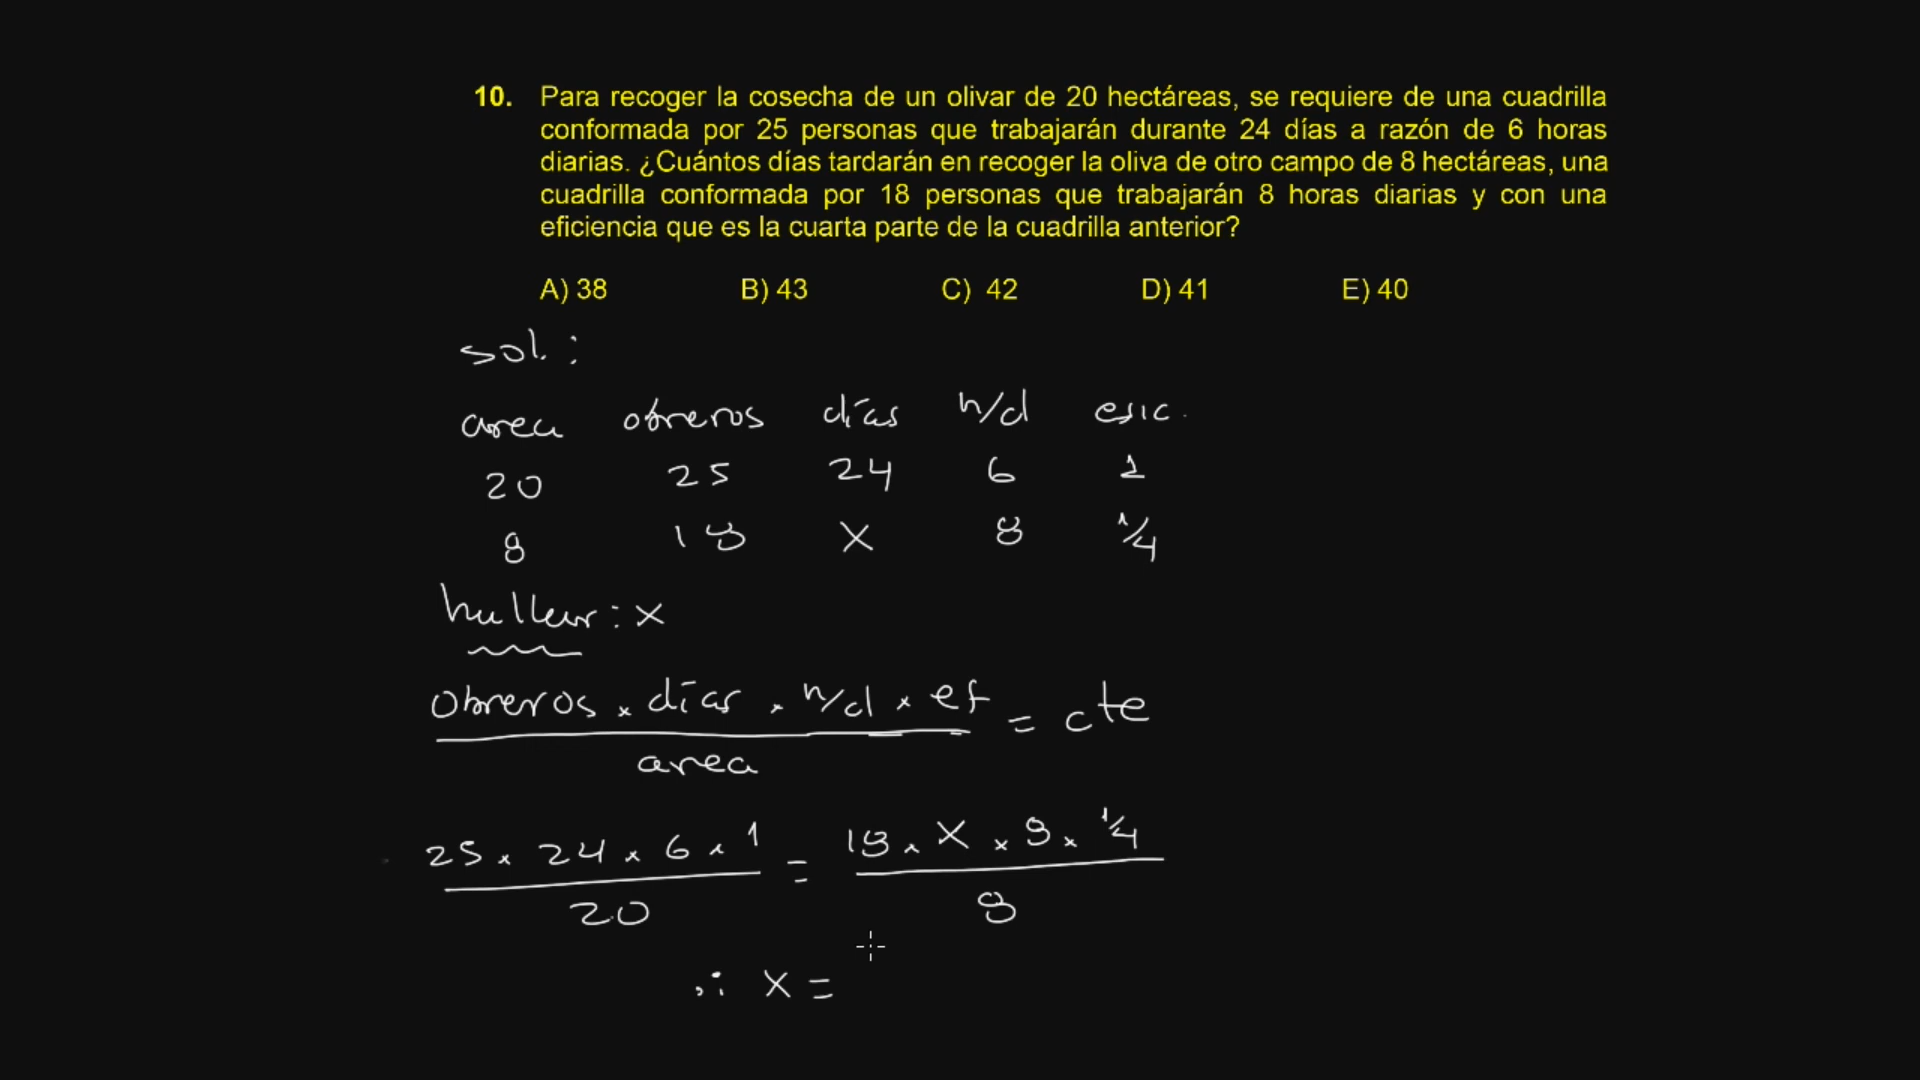 10. Para recoger la cosecha de un olivar de 20 hectáreas, se requiere de una cuadrilla
conformada por 25 personas que trabajarán durante 24 días a razón de 6 horas
diarias. ¿Cuántos días tardarán en recoger la oliva de otro campo de 8 hectáreas, una
cuadrilla conformada por 18 personas que trabajarán 8 horas diarias y con una
eficiencia que es la cuarta parte de la cuadrilla anterior?
A) 38 B) 43 C) 42 D) 41 E) 40
sol. :
area obreros días h/d efic.
20 25 24 6 1
8 18 x 8 1/4
hallar : x
obreros × días × h/d × ef = cte
area
25 × 24 × 6 × 1 = 18 × x × 8 × 1/4
20 8
∴ x =